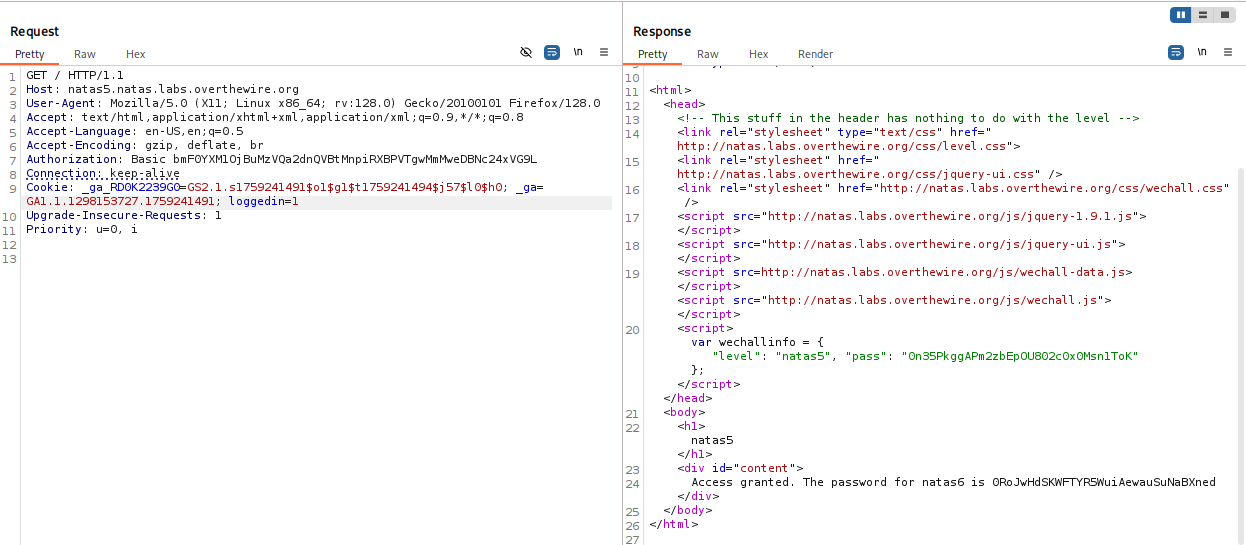 Request
Pretty Raw Hex
\n
1 GET / HTTP/1.1
2 Host: natas5.natas.labs.overthewire.org
3 User-Agent: Mozilla/5.0 (X11; Linux x86_64; rv:128.0) Gecko/20100101 Firefox/128.0
4 Accept: text/html,application/xhtml+xml,application/xml;q=0.9,*/*;q=0.8
5 Accept-Language: en-US,en;q=0.5
6 Accept-Encoding: gzip, deflate, br
7 Authorization: Basic bmF0YXM1OjBuMzVQa2dnQVBtMnpiRXBPVTgwMmMweDBNc24xVG9L
8 Connection: keep-alive
9 Cookie: _ga_RD0K2239G0=GS2.1.s1759241491$o1$g1$t1759241494$j57$l0$h0; _ga=
GA1.1.1298153727.1759241491; loggedin=1
10 Upgrade-Insecure-Requests: 1
11 Priority: u=0, i
12
13
Response
Pretty Raw Hex Render
\n
10
11 <html>
12 <head>
13 <!-- This stuff in the header has nothing to do with the level -->
14 <link rel="stylesheet" type="text/css" href="
http://natas.labs.overthewire.org/css/level.css">
15 <link rel="stylesheet" href="
http://natas.labs.overthewire.org/css/jquery-ui.css" />
16 <link rel="stylesheet" href="http://natas.labs.overthewire.org/css/wechall.css"
/>
17 <script src="http://natas.labs.overthewire.org/js/jquery-1.9.1.js">
</script>
18 <script src="http://natas.labs.overthewire.org/js/jquery-ui.js">
</script>
19 <script src=http://natas.labs.overthewire.org/js/wechall-data.js>
</script>
<script src="http://natas.labs.overthewire.org/js/wechall.js">
</script>
20 <script>
var wechallinfo = {
"level": "natas5", "pass": "0n35PkggAPm2zbEpOU802c0x0Msn1ToK"
};
</script>
</head>
21 <body>
22 <h1>
natas5
</h1>
23 <div id="content">
24 Access granted. The password for natas6 is 0RoJwHdSKWFTYR5WuiAewauSuNaBXned
</div>
25 </body>
26 </html>
27